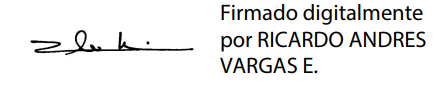 Firmado digitalmente
por RICARDO ANDRES
VARGAS E.